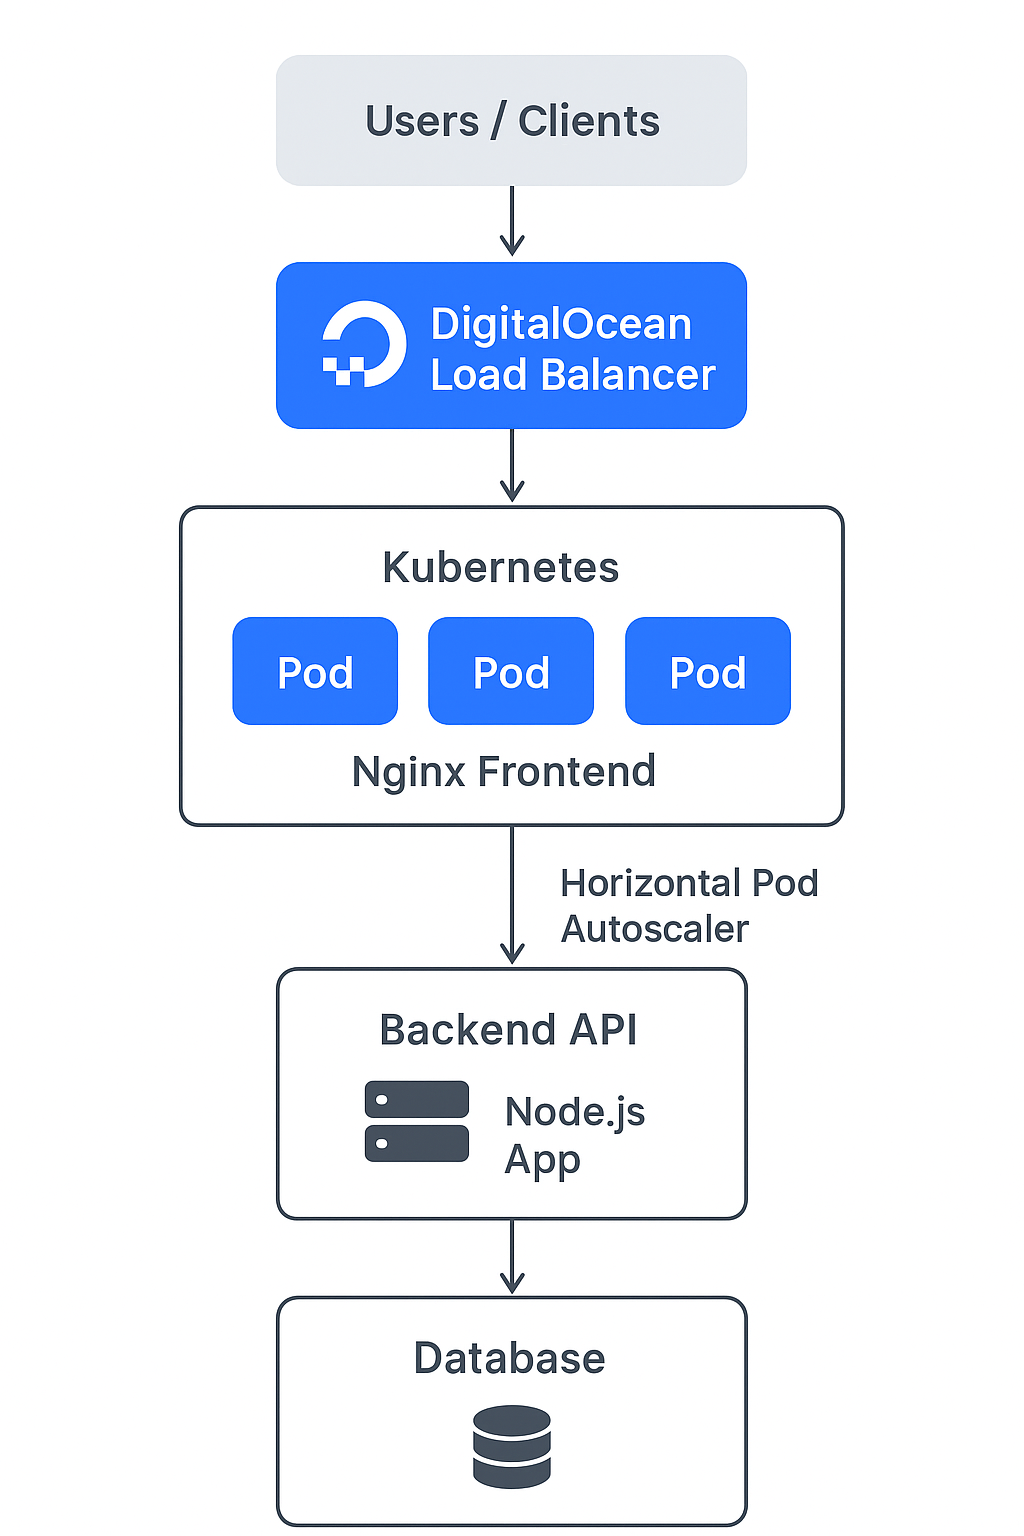 Users / Clients
DigitalOcean
Load Balancer
Kubernetes
Pod Pod Pod
Nginx Frontend
Horizontal Pod
Autoscaler
Backend API
Node.js
App
Database